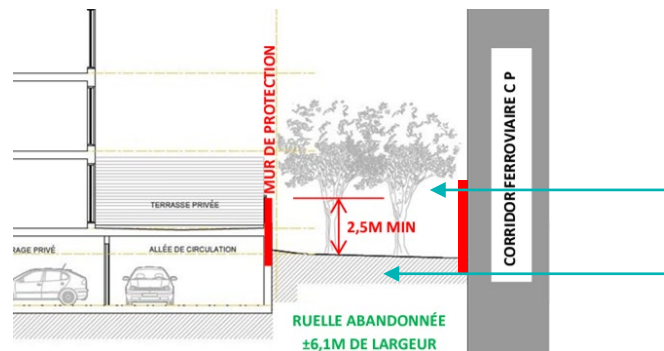 MUR DE PROTECTION
TERRASSE PRIVÉE
2,5M MIN
RAGE PRIVÉ
ALLÉE DE CIRCULATION
CORRIDOR FERROVIAIRE C P
RUELLE ABANDONNÉE
±6,1M DE LARGEUR